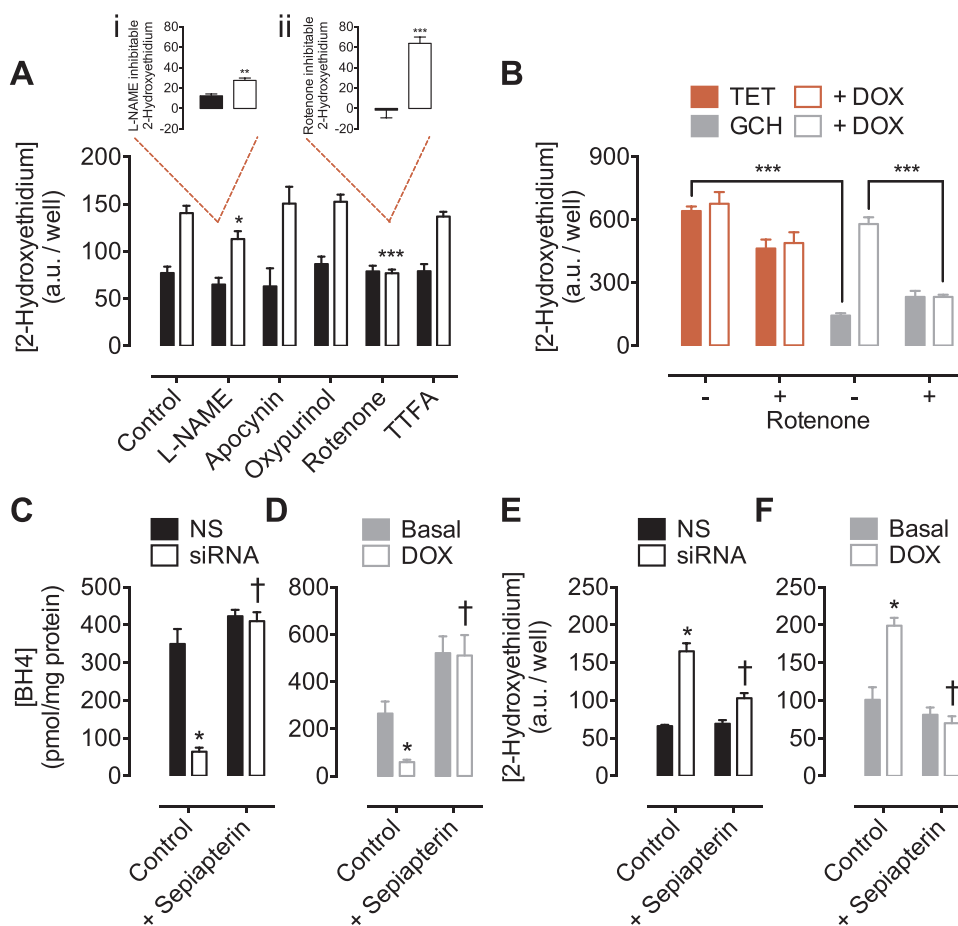 i
L-NAME inhibitable
2-Hydroxyethidium
80
60
40
20
0
-20
**
ii
Rotenone inhibitable
2-Hydroxyethidium
80
60
40
20
0
-20
***
A
[2-Hydroxyethidium]
(a.u. / well)
200
150
100
50
0
*
***
Control
L-NAME
Apocynin
Oxypurinol
Rotenone
TTFA
B
TET + DOX
GCH + DOX
[2-Hydroxyethidium]
(a.u. / well)
900
600
300
0
*** ***
- + - +
Rotenone
C
NS
siRNA
[BH4]
(pmol/mg protein)
500
400
300
200
100
0
*
†
Control
+ Sepiapterin
D
Basal
DOX
800
600
400
200
0
*
†
Control
+ Sepiapterin
E
NS
siRNA
[2-Hydroxyethidium]
(a.u. / well)
250
200
150
100
50
0
*
†
Control
+ Sepiapterin
F
Basal
DOX
250
200
150
100
50
0
*
†
Control
+ Sepiapterin